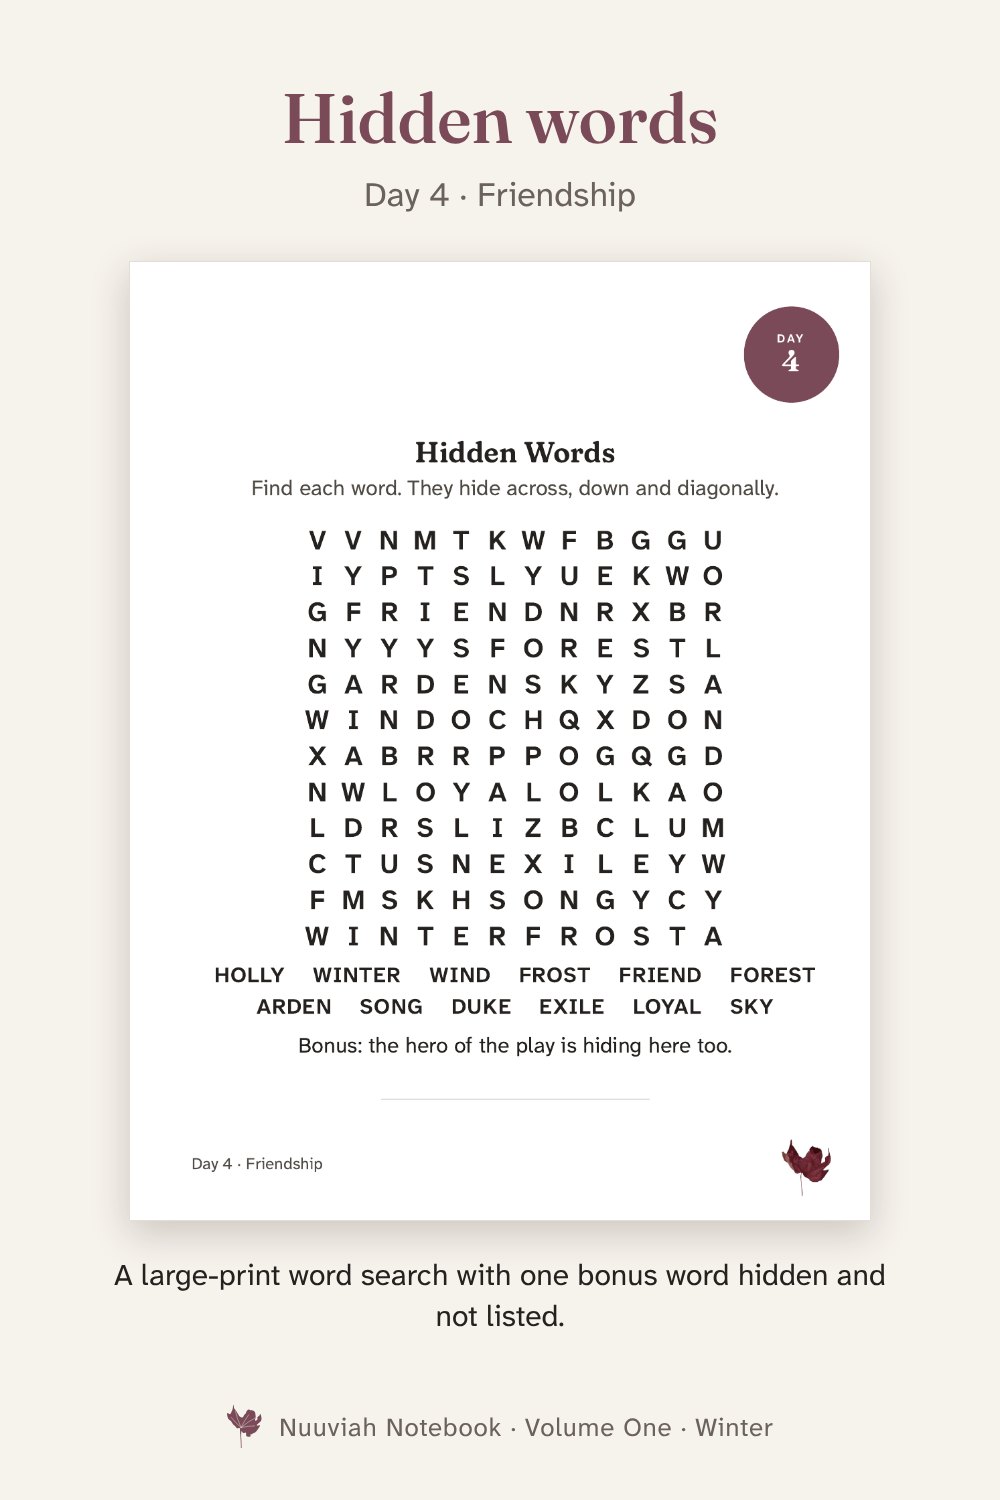 Hidden words
Day 4 · Friendship
DAY
4
Hidden Words
Find each word. They hide across, down and diagonally.
V V N M T K W F B G G U
I Y P T S L Y U E K W O
G F R I E N D N R X B R
N Y Y Y S F O R E S T L
G A R D E N S K Y Z S A
W I N D O C H Q X D O N
X A B R R P P O G Q G D
N W L O Y A L O L K A O
L D R S L I Z B C L U M
C T U S N E X I L E Y W
F M S K H S O N G Y C Y
W I N T E R F R O S T A
HOLLY WINTER WIND FROST FRIEND FOREST
ARDEN SONG DUKE EXILE LOYAL SKY
Bonus: the hero of the play is hiding here too.
Day 4 · Friendship
A large-print word search with one bonus word hidden and
not listed.
Nuuviah Notebook · Volume One · Winter